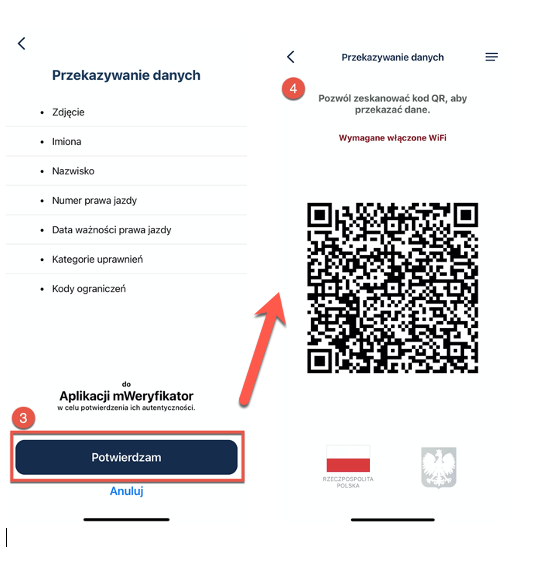 Przekazywanie danych
• Zdjęcie
• Imiona
• Nazwisko
• Numer prawa jazdy
• Data ważności prawa jazdy
• Kategorie uprawnień
• Kody ograniczeń
do
Aplikacji mWeryfikator
w celu potwierdzenia ich autentyczności.
3
Potwierdzam
Anuluj
Przekazywanie danych
4
Pozwól zeskanować kod QR, aby
przekazać dane.
Wymagane włączone WiFi
RZECZPOSPOLITA
POLSKA